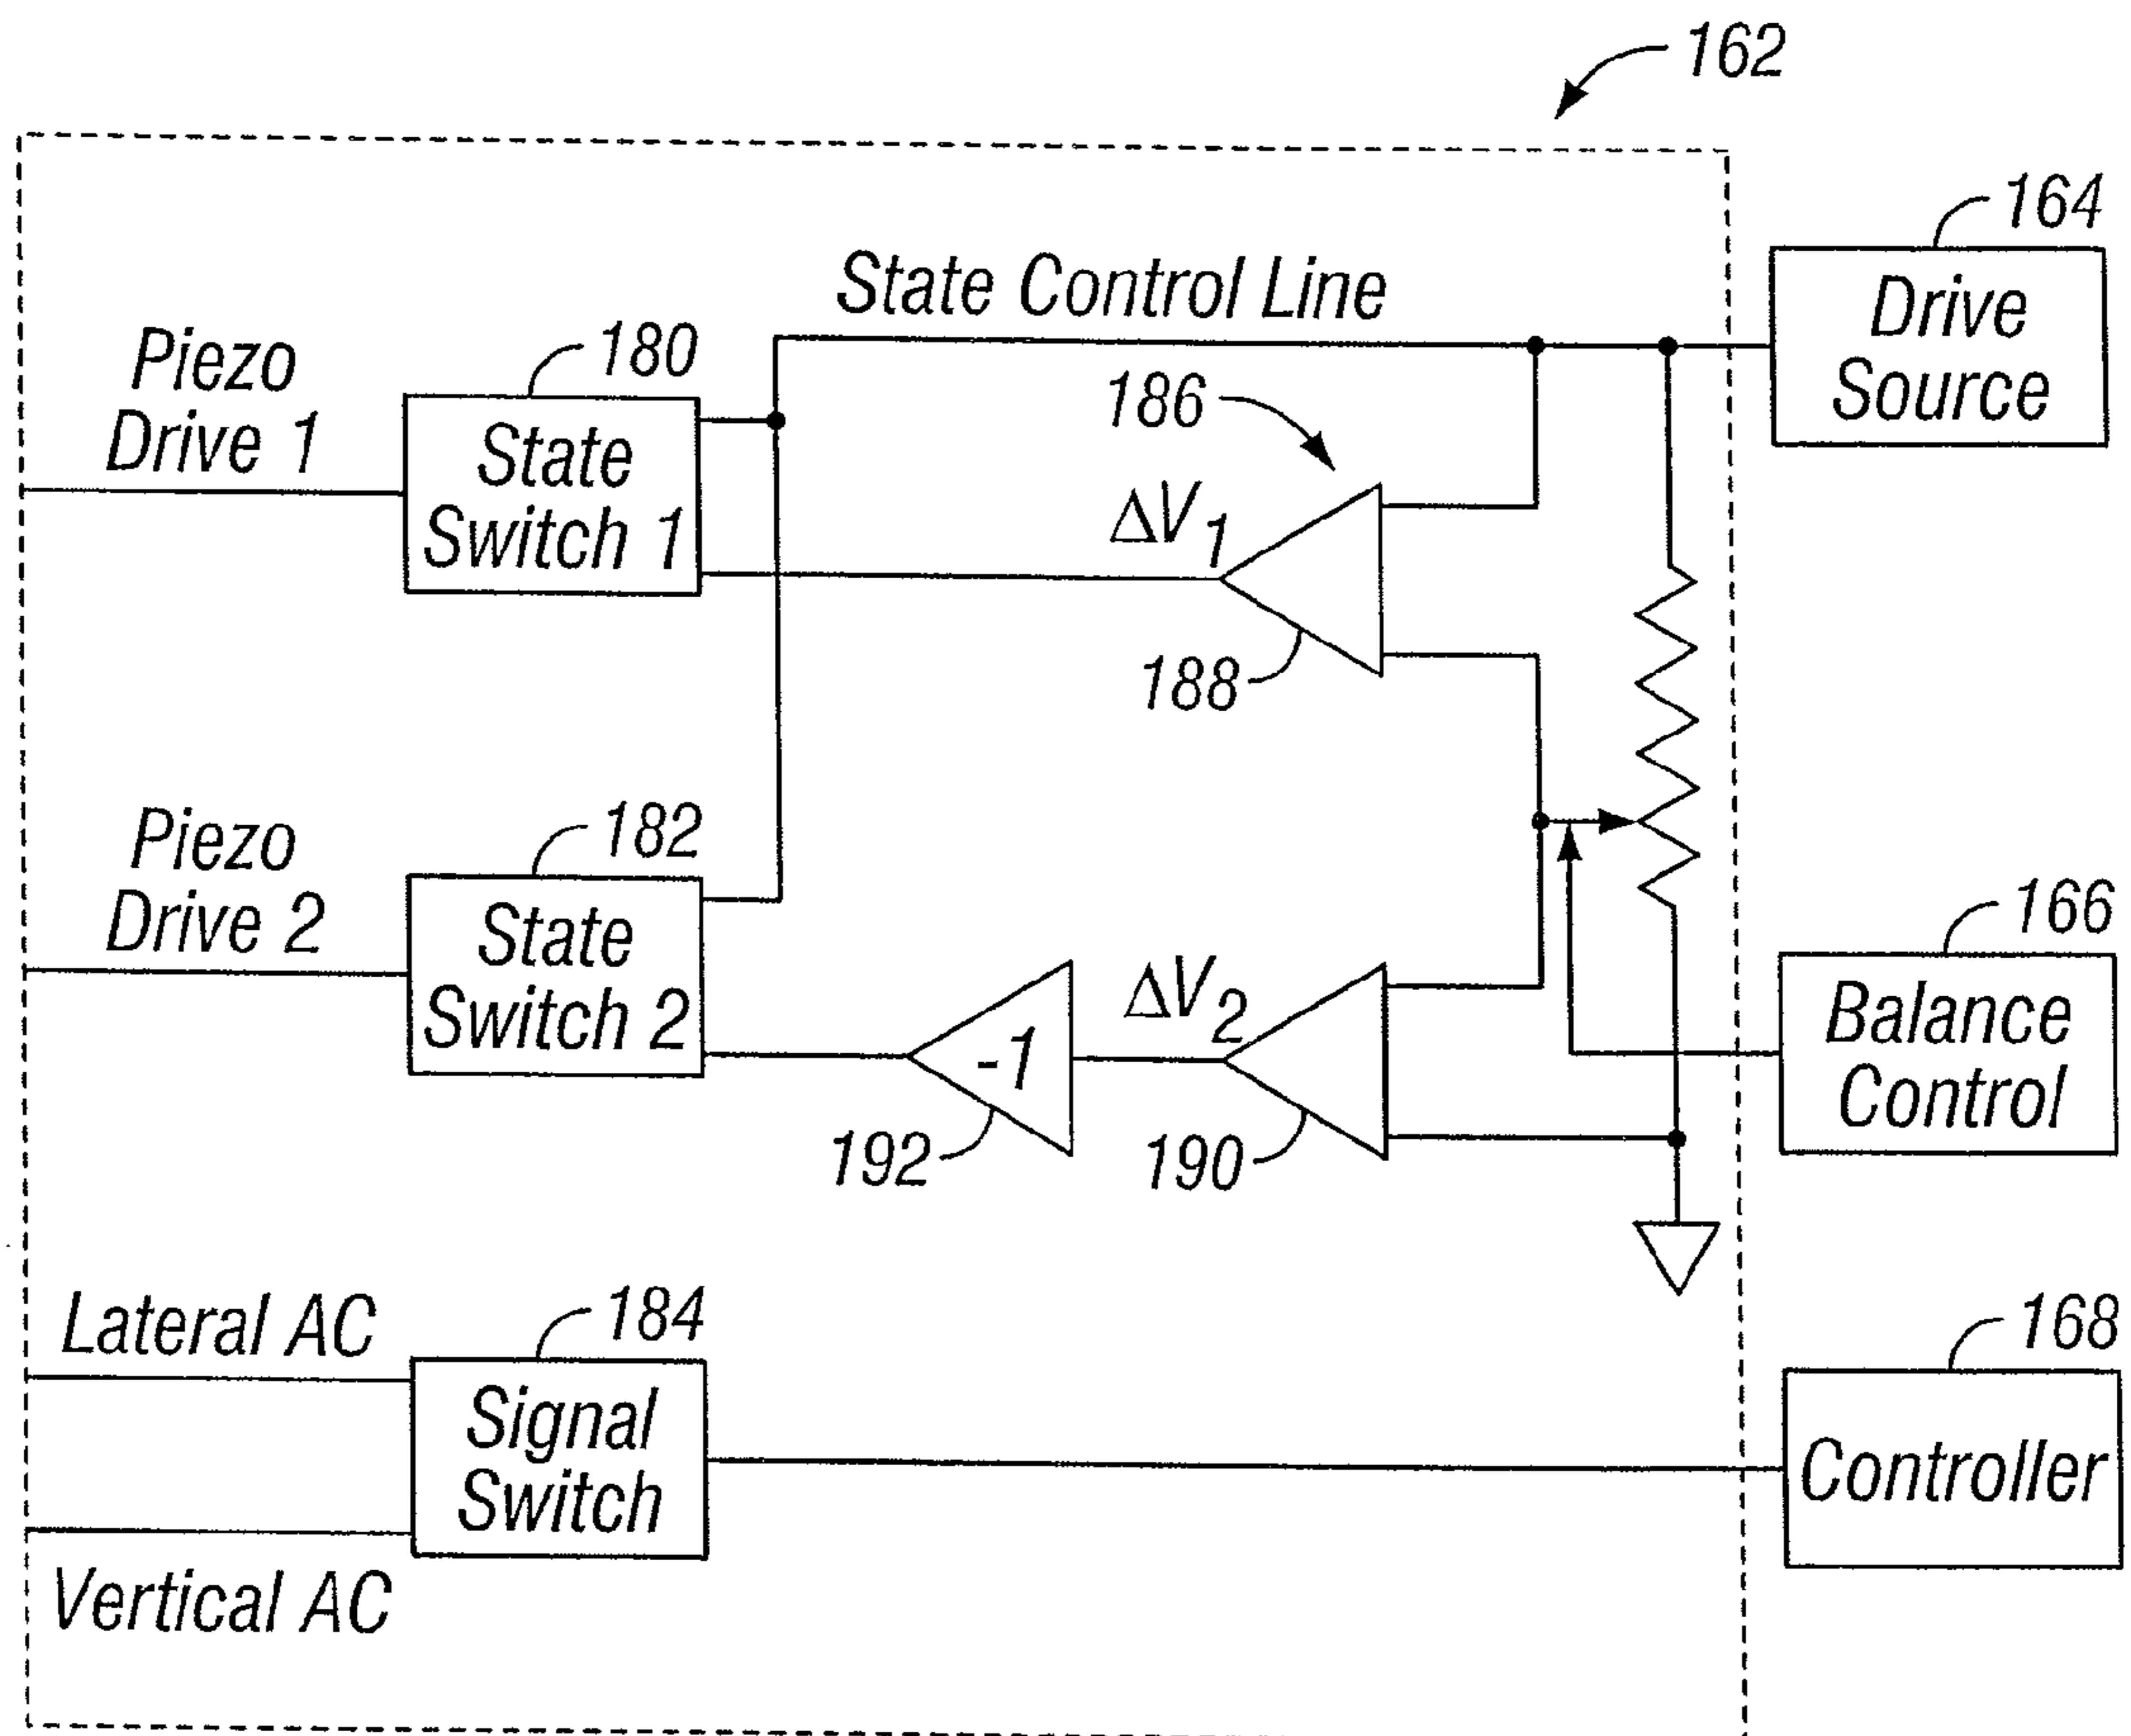 162
164
Drive
Source
State Control Line
Piezo
Drive 1
180
State
Switch 1
186
ΔV1
188
Piezo
Drive 2
182
State
Switch 2
192
-1
ΔV2
190
166
Balance
Control
Lateral AC
184
Signal
Switch
Vertical AC
168
Controller